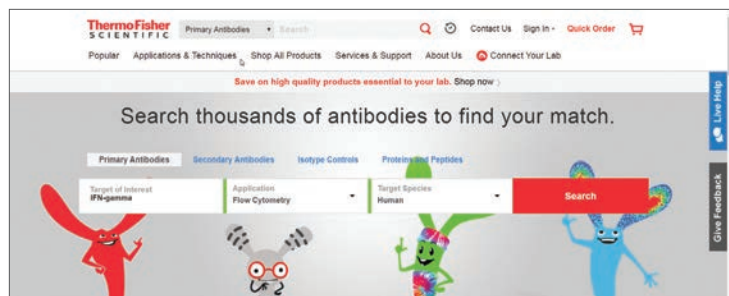 ThermoFisher
SCIENTIFIC
Primary Antibodies
Search
Contact Us Sign In Quick Order
Popular Applications & Techniques Shop All Products Services & Support About Us Connect Your Lab
Save on high quality products essential to your lab. Shop now
Search thousands of antibodies to find your match.
Primary Antibodies Secondary Antibodies Isotype Controls Proteins and Peptides
Target of Interest
IFN-gamma
Application
Flow Cytometry
Target Species
Human
Search
Live Help
Give Feedback